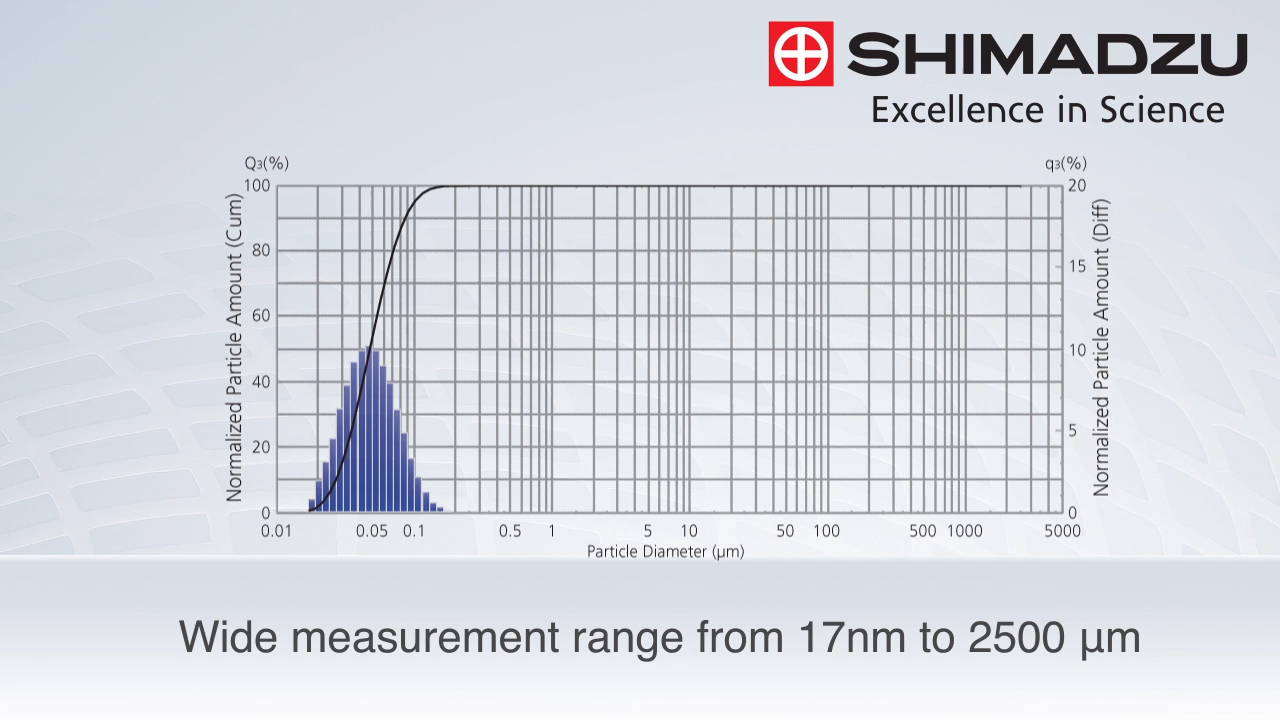 SHIMADZU
Excellence in Science
Q3(%) q3(%)
Normalized Particle Amount (Cum)
100
80
60
40
20
0
20
15
10
5
0
Normalized Particle Amount (Diff)
0.01 0.05 0.1 0.5 1 5 10 50 100 500 1000 5000
Particle Diameter (µm)
Wide measurement range from 17nm to 2500 µm